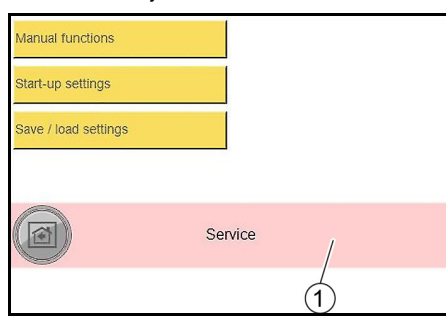 Manual functions
Start-up settings
Save / load settings
Service
1